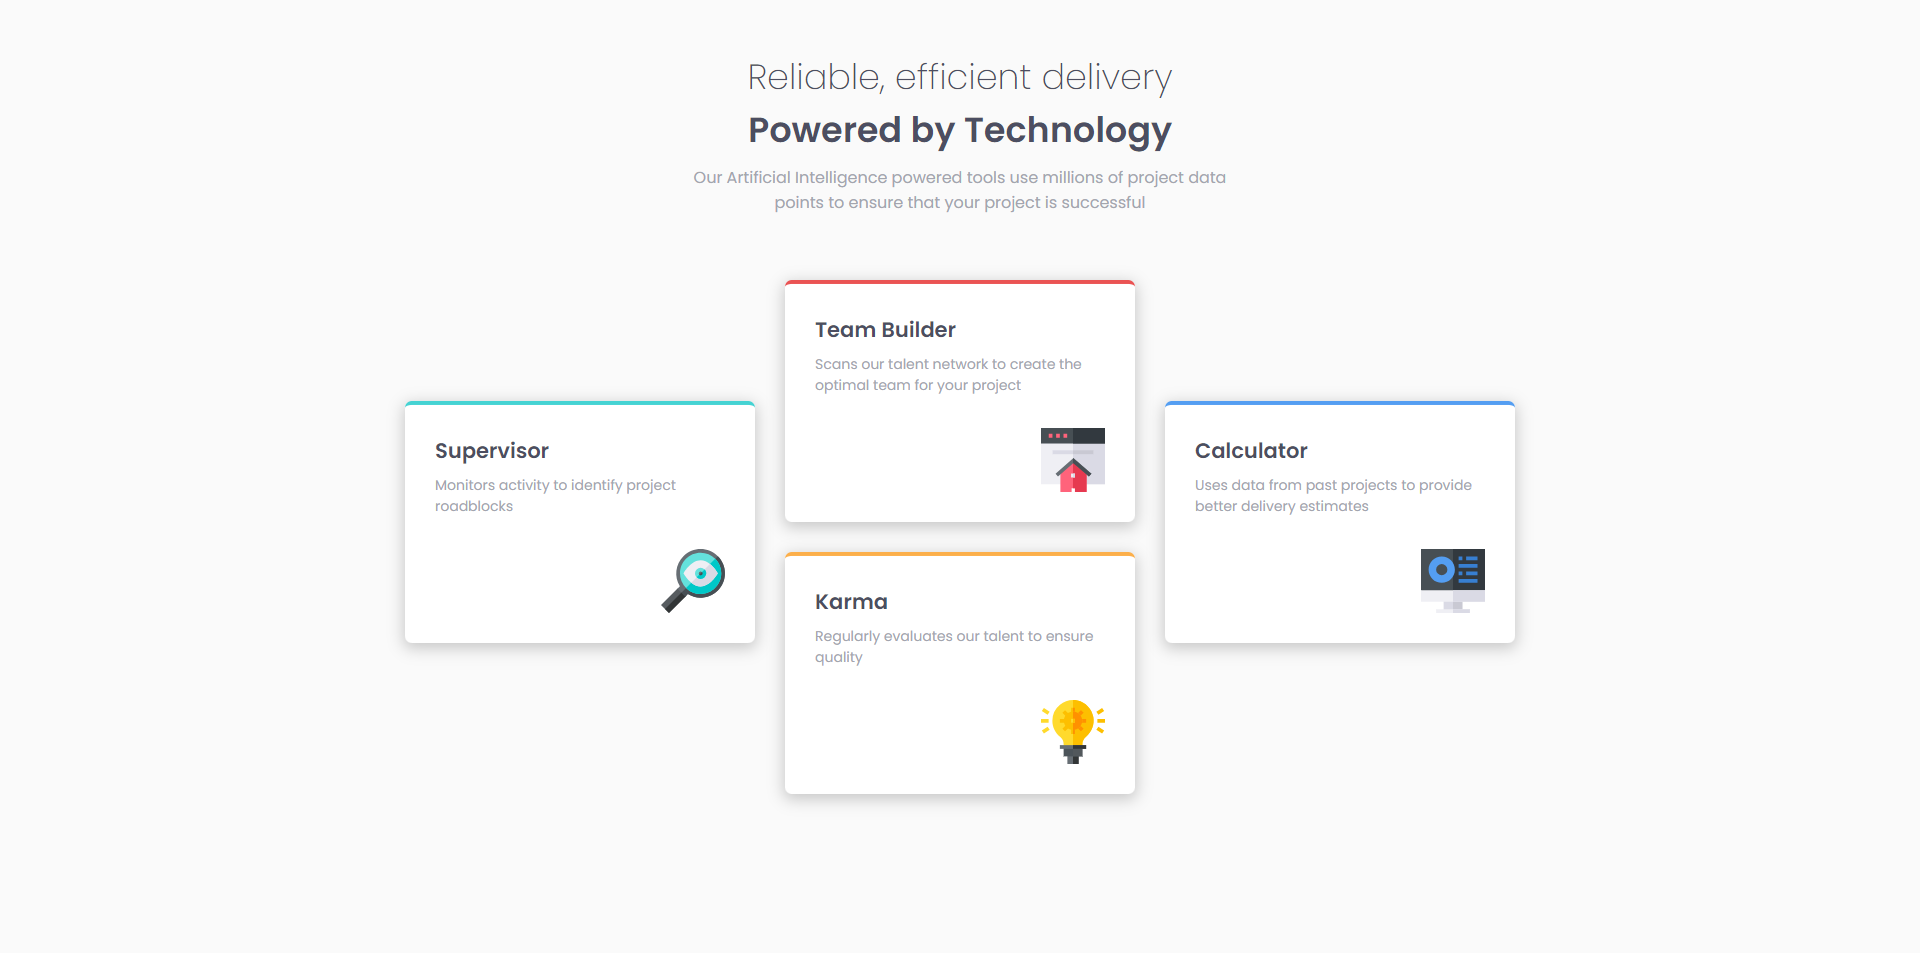 Reliable, efficient delivery
Powered by Technology
Our Artificial Intelligence powered tools use millions of project data
points to ensure that your project is successful
Supervisor
Monitors activity to identify project
roadblocks
Team Builder
Scans our talent network to create the
optimal team for your project
Karma
Regularly evaluates our talent to ensure
quality
Calculator
Uses data from past projects to provide
better delivery estimates